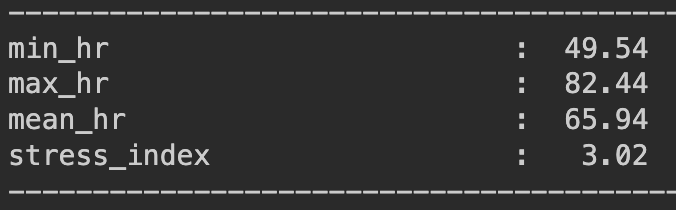 ----------------------------------------
min_hr                        :  49.54
max_hr                        :  82.44
mean_hr                       :  65.94
stress_index                  :   3.02
----------------------------------------